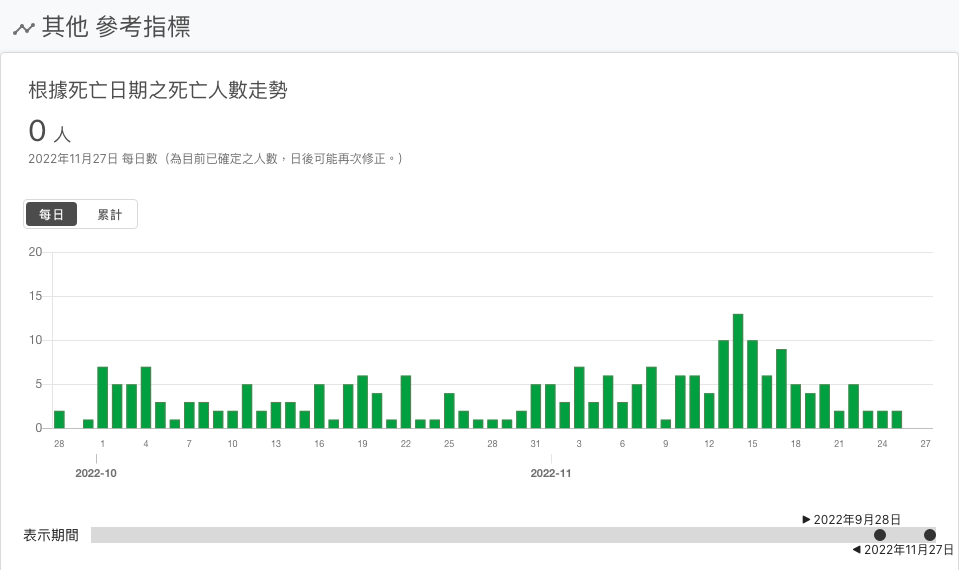 其他 參考指標
根據死亡日期之死亡人數走勢
0 人
2022年11月27日 每日數（為目前已確定之人數，日後可能再次修正。）
每日 累計
20
15
10
5
0
28 1 4 7 10 13 16 19 22 25 28 31 3 6 9 12 15 18 21 24 27
2022-10 2022-11
▶ 2022年9月28日
表示期間
◀ 2022年11月27日